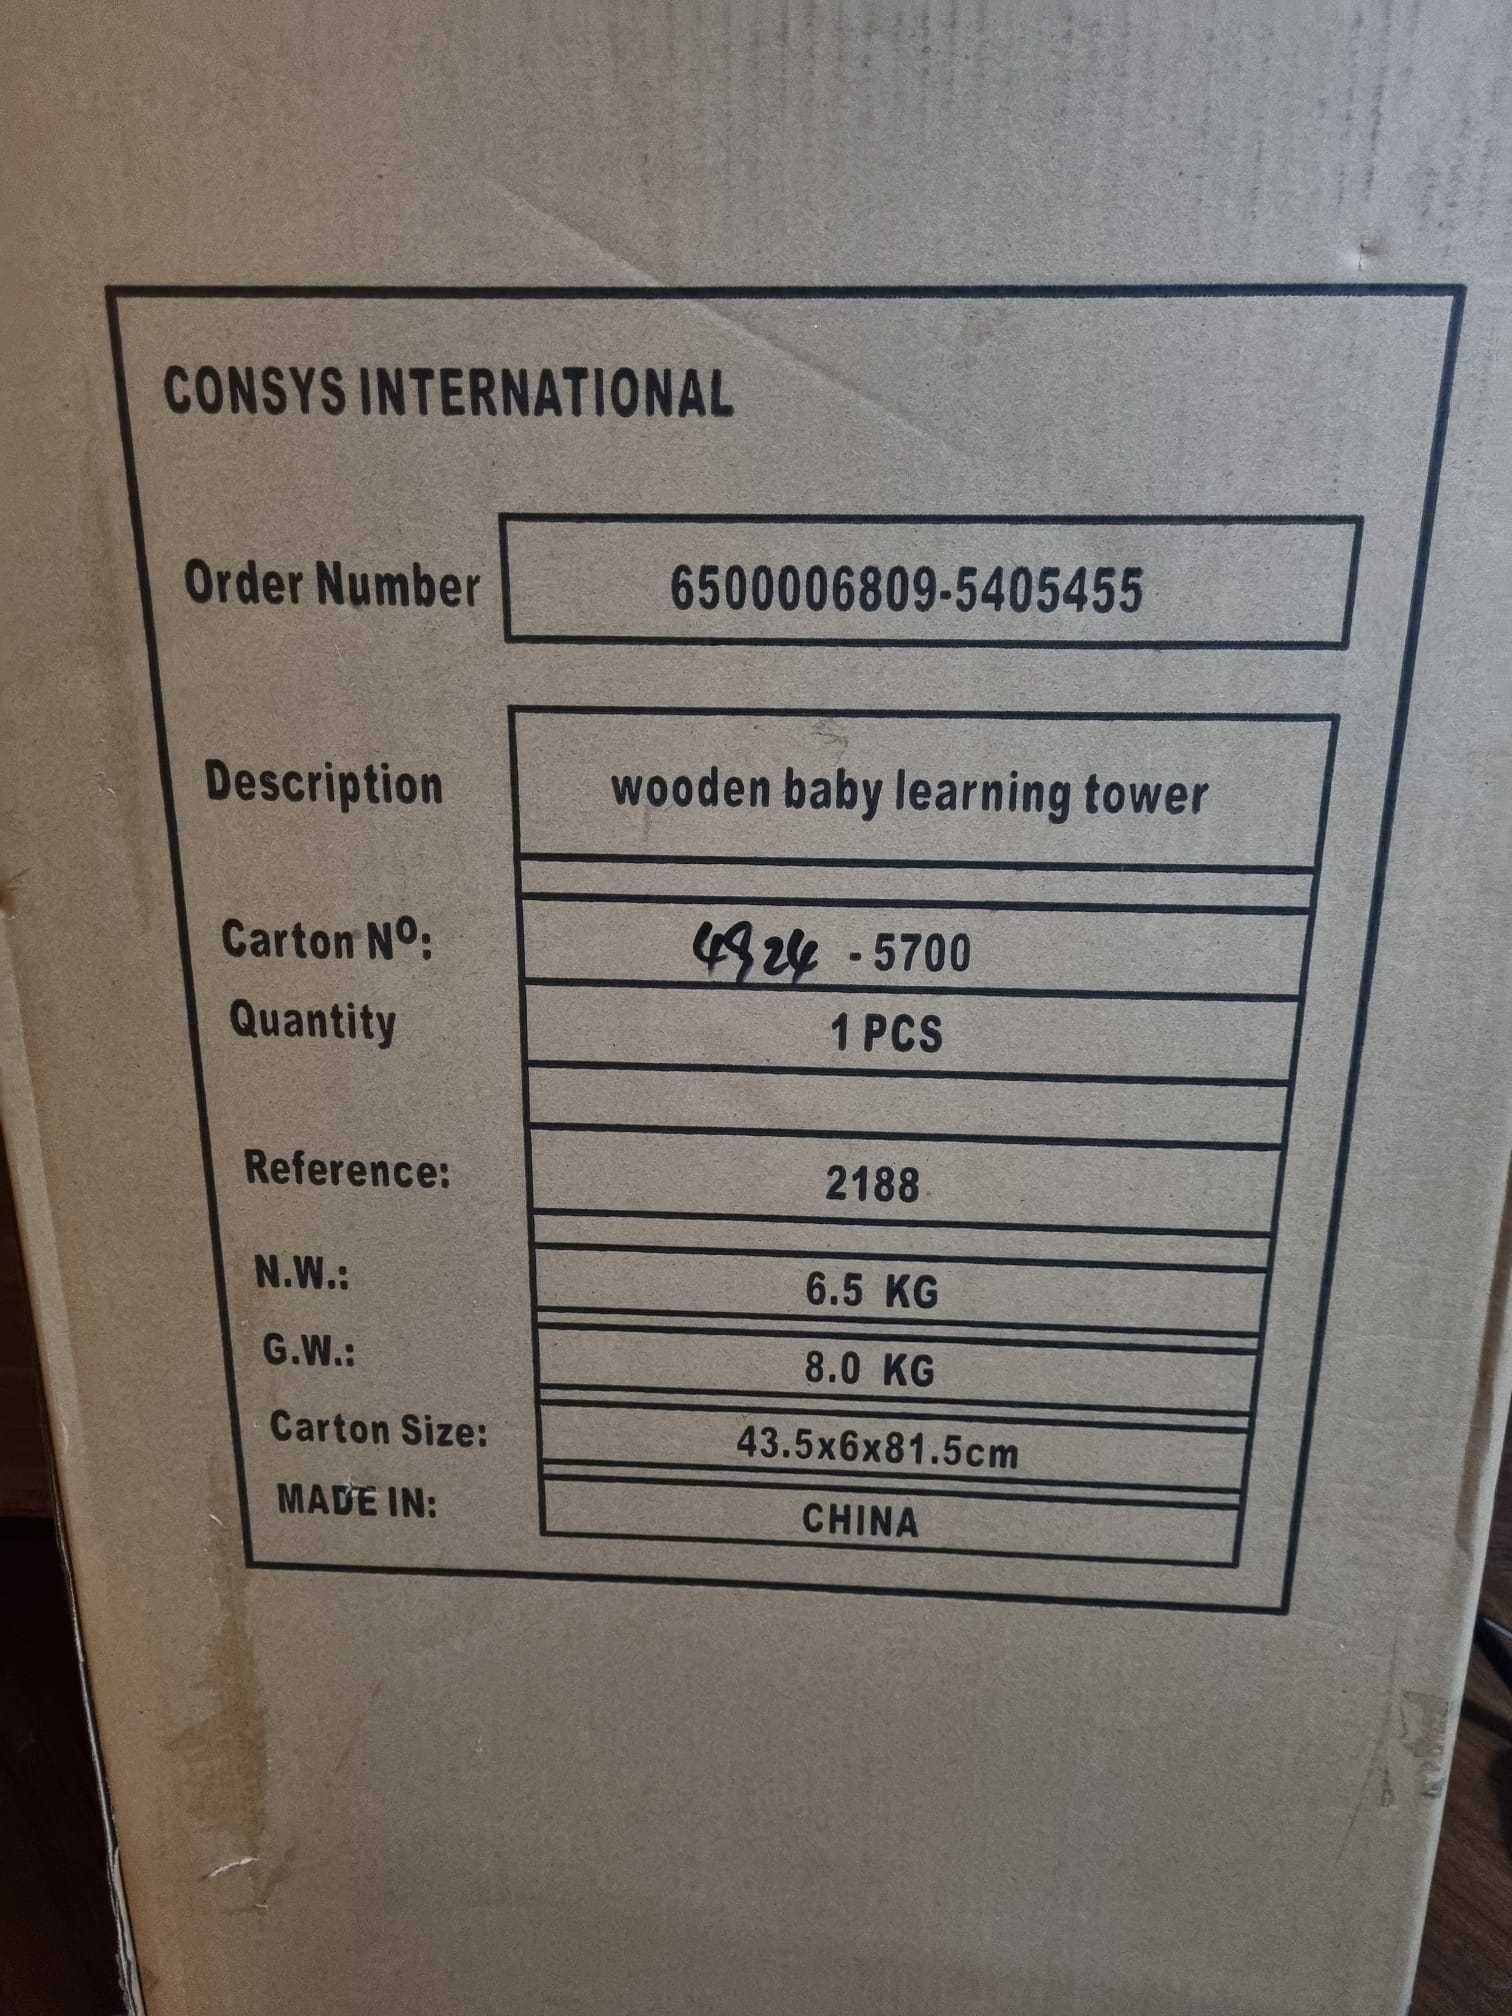 CONSYS INTERNATIONAL
Order Number 6500006809-5405455
Description wooden baby learning tower
Carton Nº: 4924 - 5700
Quantity 1 PCS
Reference: 2188
N.W.: 6.5 KG
G.W.: 8.0 KG
Carton Size: 43.5x6x81.5cm
MADE IN: CHINA